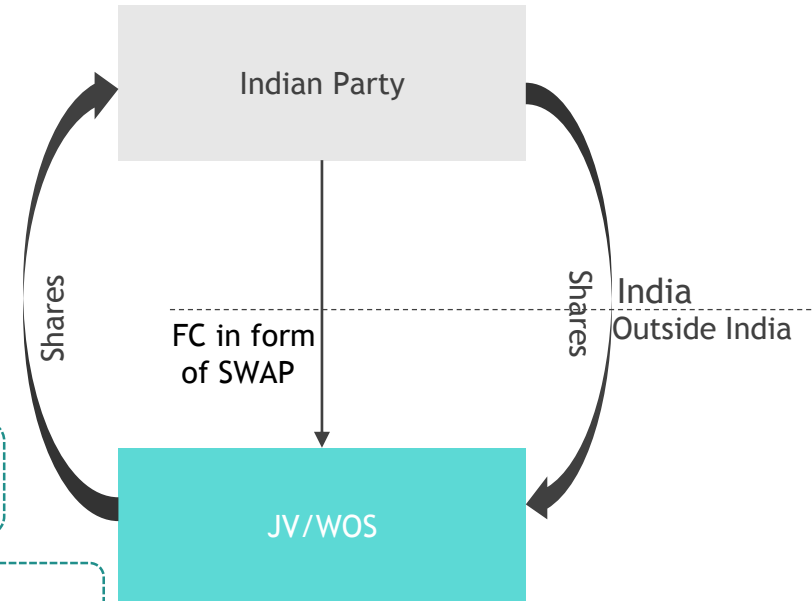 Indian Party
Shares
Shares
India
Outside India
FC in form
of SWAP
JV/WOS